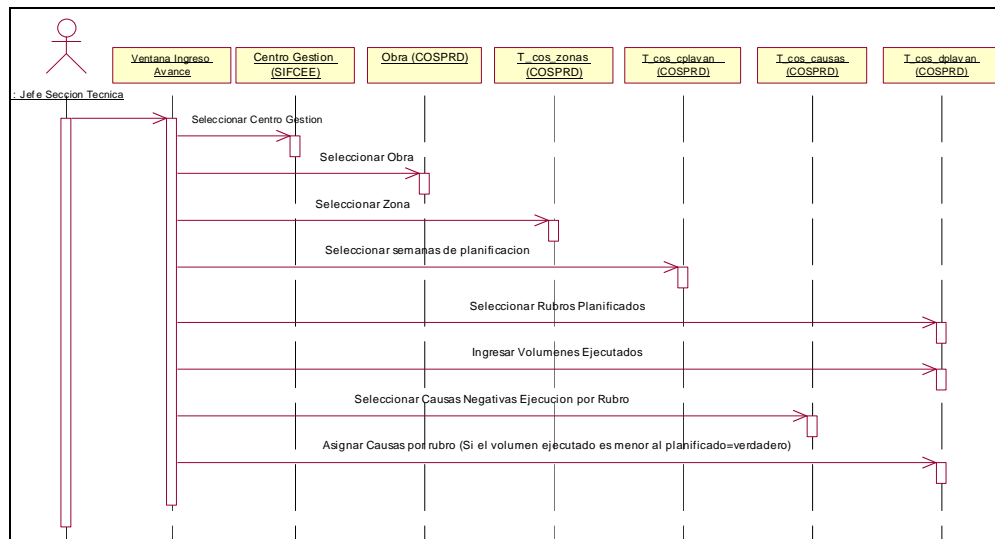 Ventana Ingreso
Avance
Centro Gestion
(SIFCEE)
Obra (COSPRD)
T_cos_zonas
(COSPRD)
T_cos_cplavan
(COSPRD)
T_cos_causas
(COSPRD)
T_cos_dplavan
(COSPRD)
: Jefe Seccion Tecnica
Seleccionar Centro Gestion
Seleccionar Obra
Seleccionar Zona
Seleccionar semanas de planificacion
Seleccionar Rubros Planificados
Ingresar Volumenes Ejecutados
Seleccionar Causas Negativas Ejecucion por Rubro
Asignar Causas por rubro (Si el volumen ejecutado es menor al planificado=verdadero)